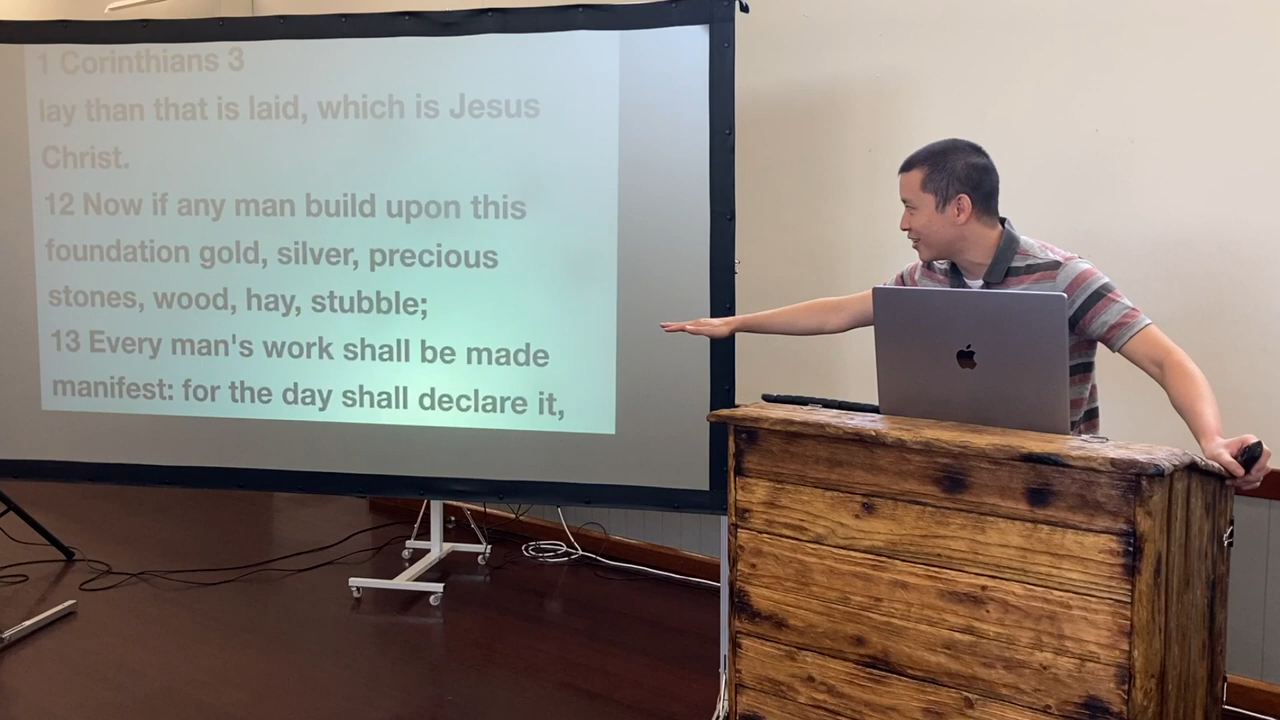 1 Corinthians 3
lay than that is laid, which is Jesus
Christ.
12 Now if any man build upon this
foundation gold, silver, precious
stones, wood, hay, stubble;
13 Every man's work shall be made
manifest: for the day shall declare it,